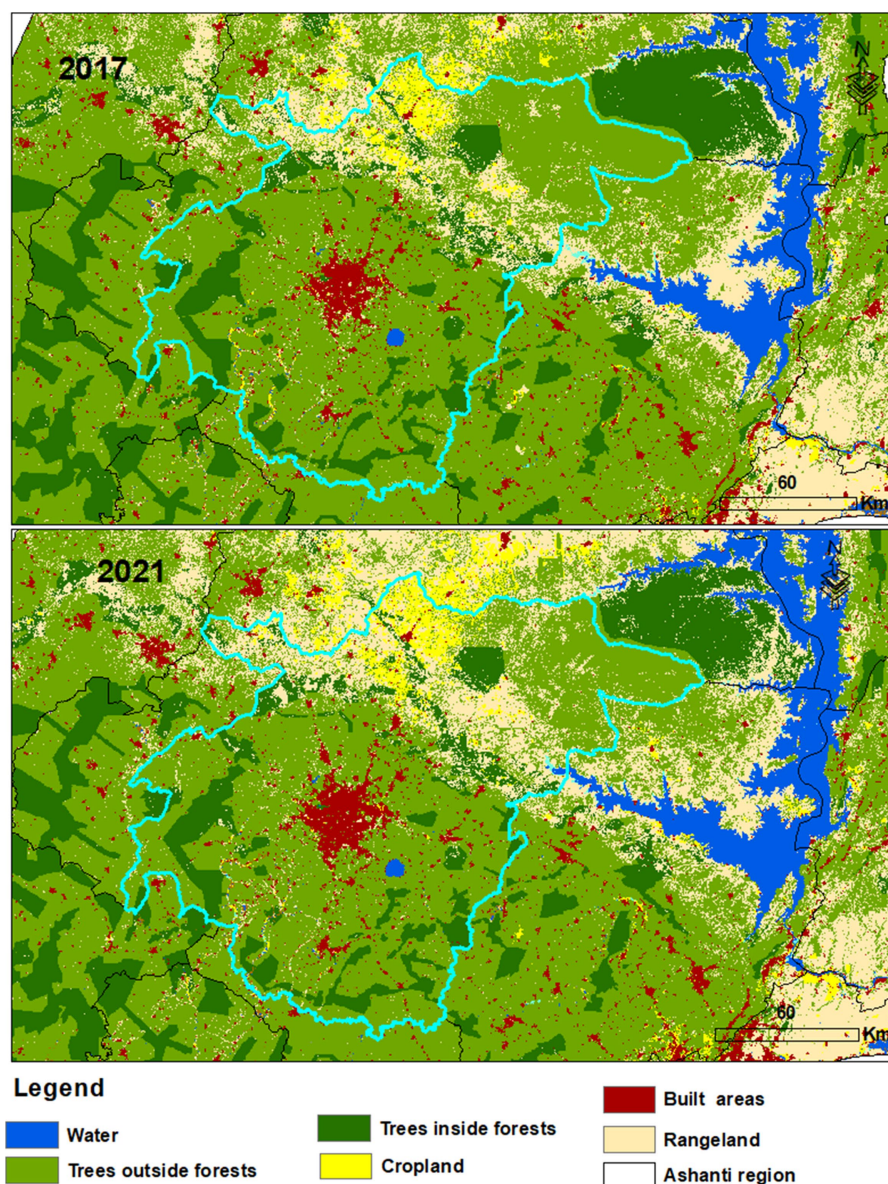 2017
N
60
Km
2021
N
60
Km
Legend
Water
Trees outside forests
Trees inside forests
Cropland
Built areas
Rangeland
Ashanti region